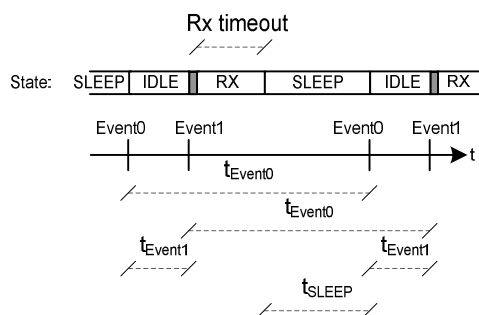 Rx timeout
State: SLEEP IDLE RX SLEEP IDLE RX
Event0 Event1 Event0 Event1
t
tEvent0
tEvent0
tEvent1 tEvent1
tSLEEP